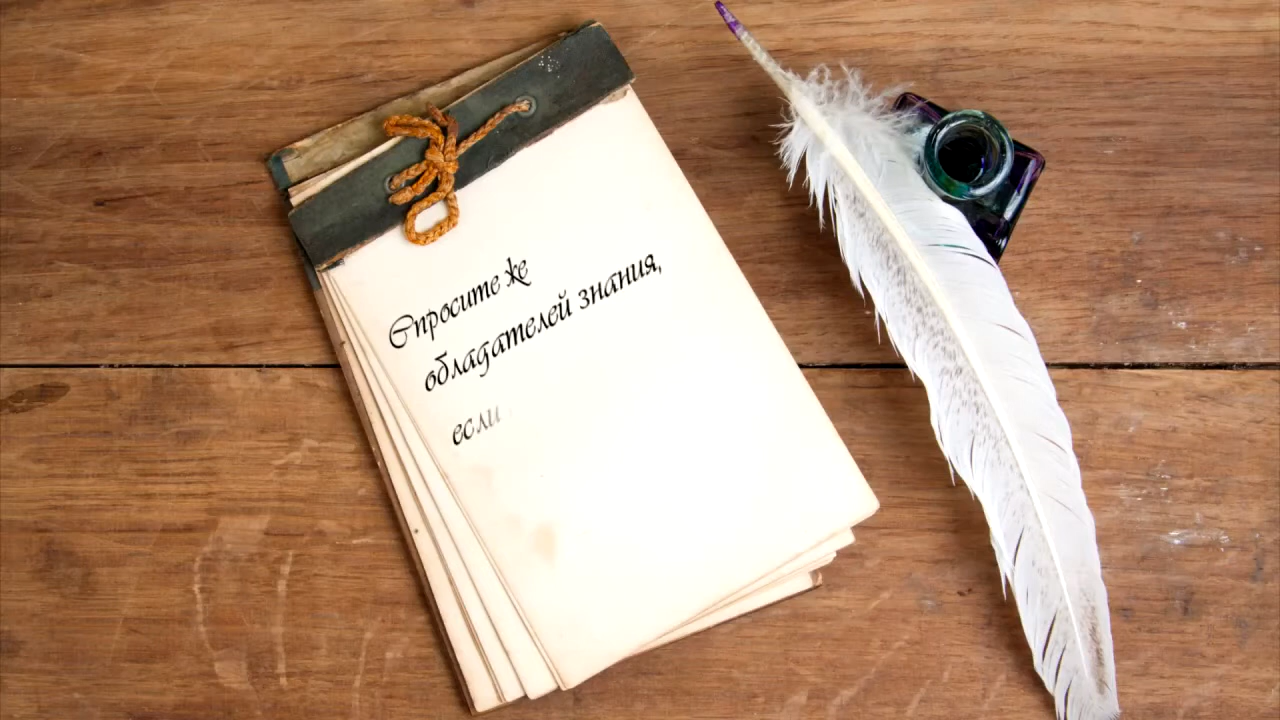 Спросите же
обладателей знания,
если